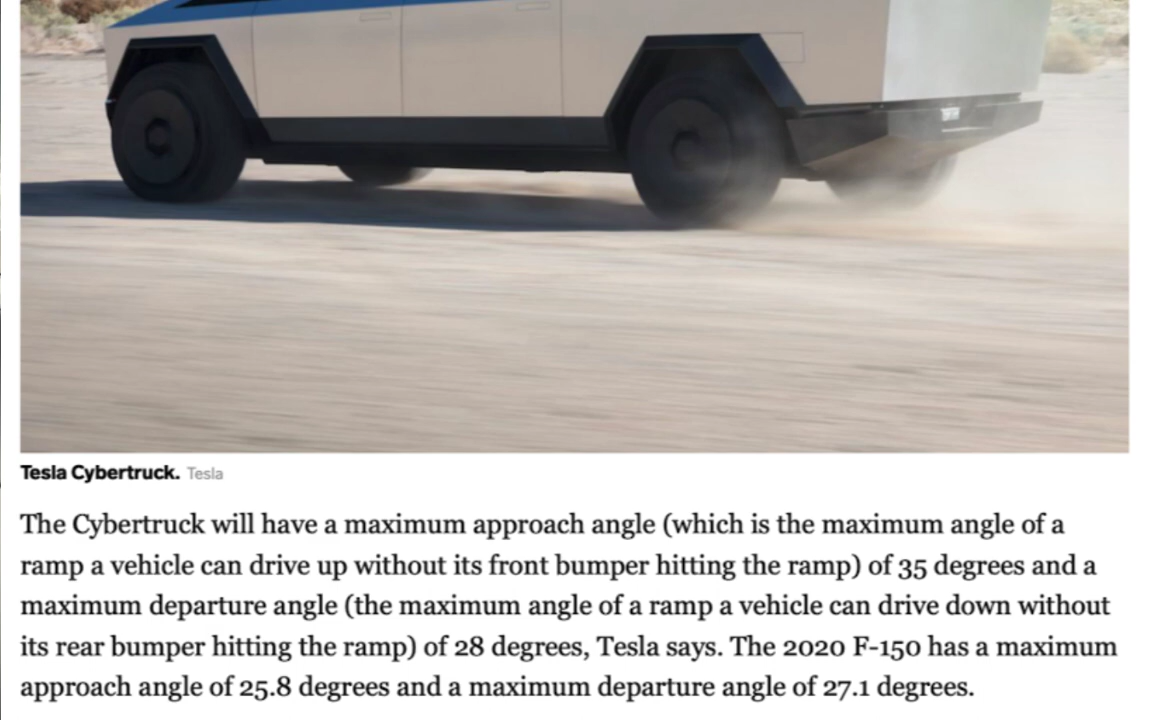 Tesla Cybertruck. Tesla
The Cybertruck will have a maximum approach angle (which is the maximum angle of a
ramp a vehicle can drive up without its front bumper hitting the ramp) of 35 degrees and a
maximum departure angle (the maximum angle of a ramp a vehicle can drive down without
its rear bumper hitting the ramp) of 28 degrees, Tesla says. The 2020 F-150 has a maximum
approach angle of 25.8 degrees and a maximum departure angle of 27.1 degrees.